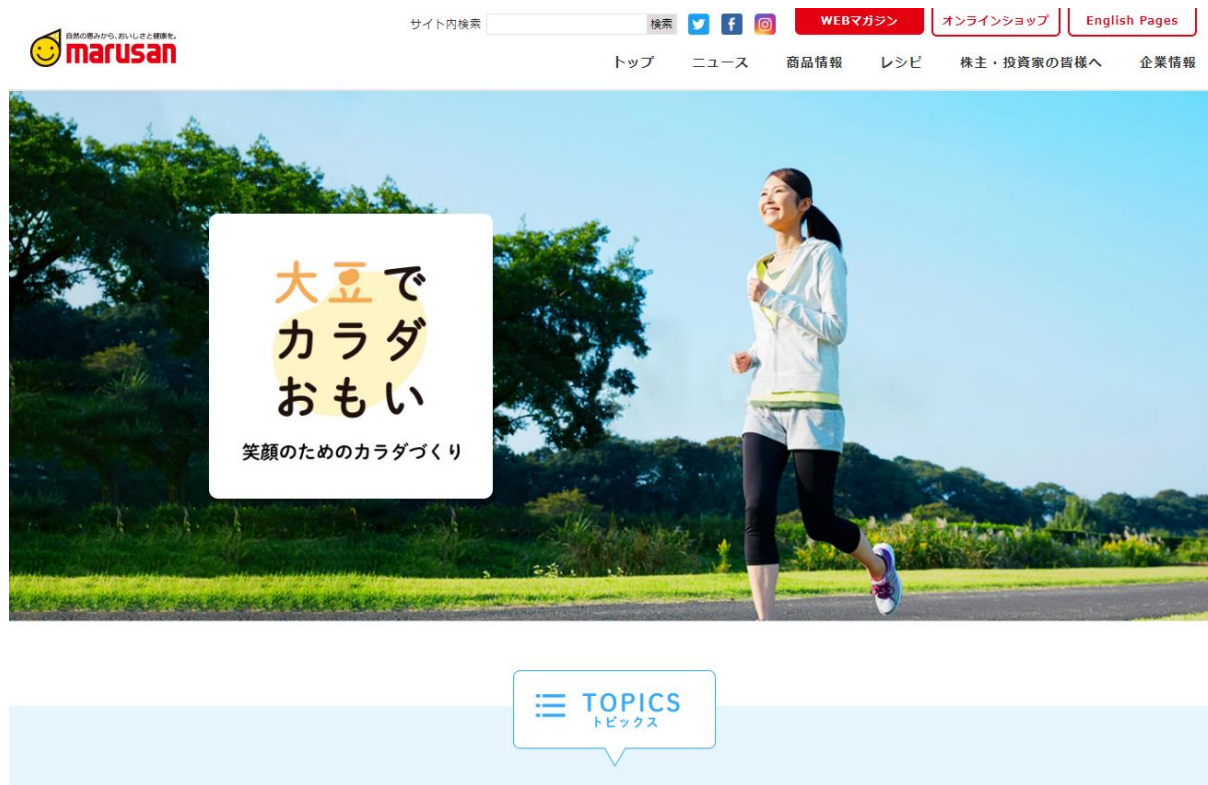 自然の恵みから、おいしさと健康を。
marusan
サイト内検索
検索
WEBマガジン
オンラインショップ
English Pages
トップ
ニュース
商品情報
レシピ
株主・投資家の皆様へ
企業情報
大豆で
カラダ
おもい
笑顔のためのカラダづくり
TOPICS
トピックス